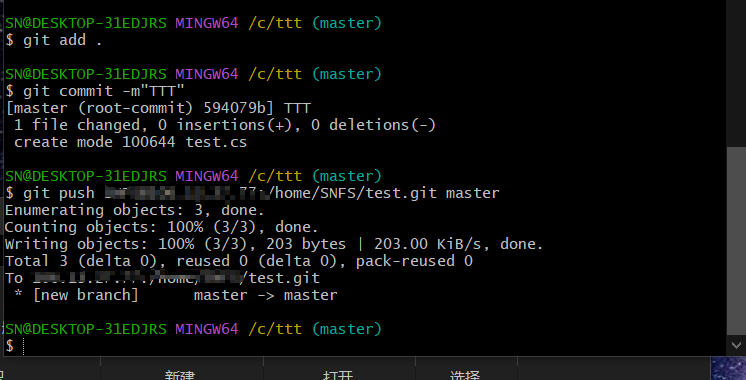 SN@DESKTOP-31EDJRS MINGW64 /c/ttt (master)
$ git add .
SN@DESKTOP-31EDJRS MINGW64 /c/ttt (master)
$ git commit -m"TTT"
[master (root-commit) 594079b] TTT
1 file changed, 0 insertions(+), 0 deletions(-)
create mode 100644 test.cs
SN@DESKTOP-31EDJRS MINGW64 /c/ttt (master)
$ git push /home/SNFS/test.git master
Enumerating objects: 3, done.
Counting objects: 100% (3/3), done.
Writing objects: 100% (3/3), 203 bytes | 203.00 KiB/s, done.
Total 3 (delta 0), reused 0 (delta 0), pack-reused 0
To /test.git
* [new branch] master -> master
SN@DESKTOP-31EDJRS MINGW64 /c/ttt (master)
$
新建 打开 选择